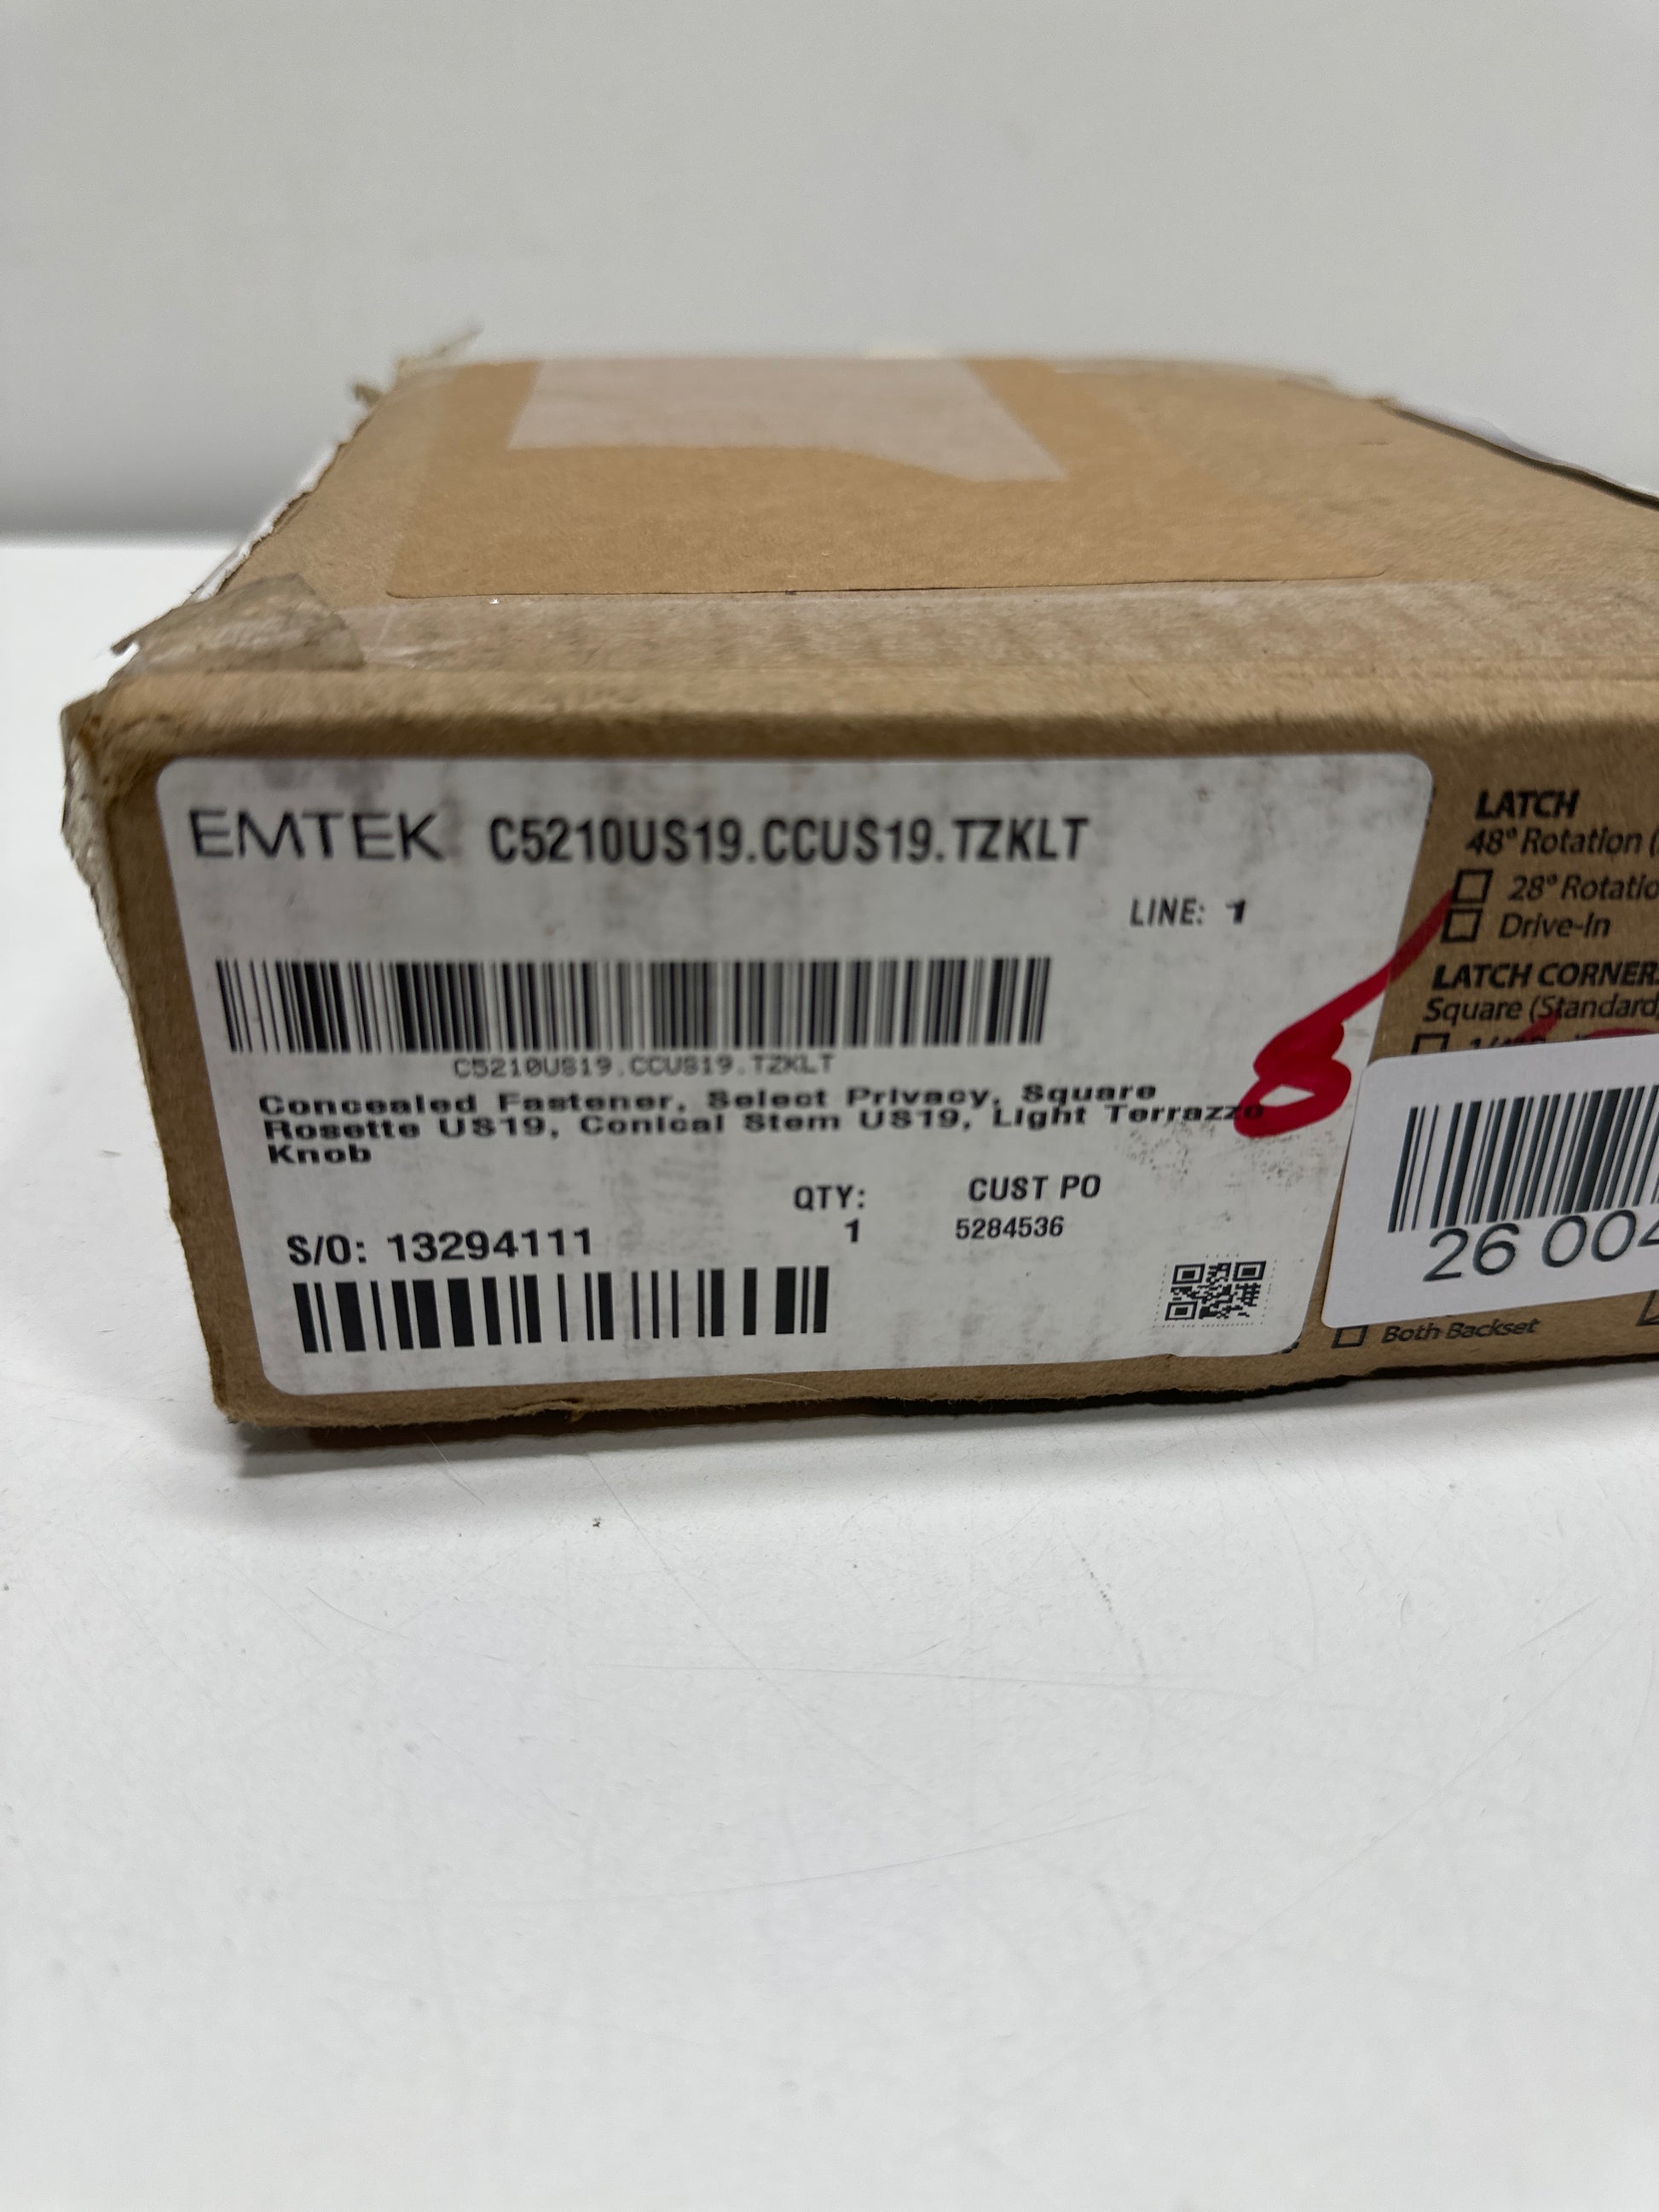 EMTEK C5210US19.CCUS19.TZKLT
LINE: 1
C5210US19.CCUS19.TZKLT
Concealed Fastener, Select Privacy, Square
Rosette US19, Conical Stem US19, Light Terrazzo
Knob
QTY:
1
CUST PO
5284536
S/O: 13294111
LATCH
48° Rotation (
28° Rotatio
Drive-In
LATCH CORNER
Square (Standard
26 004
Both Backset